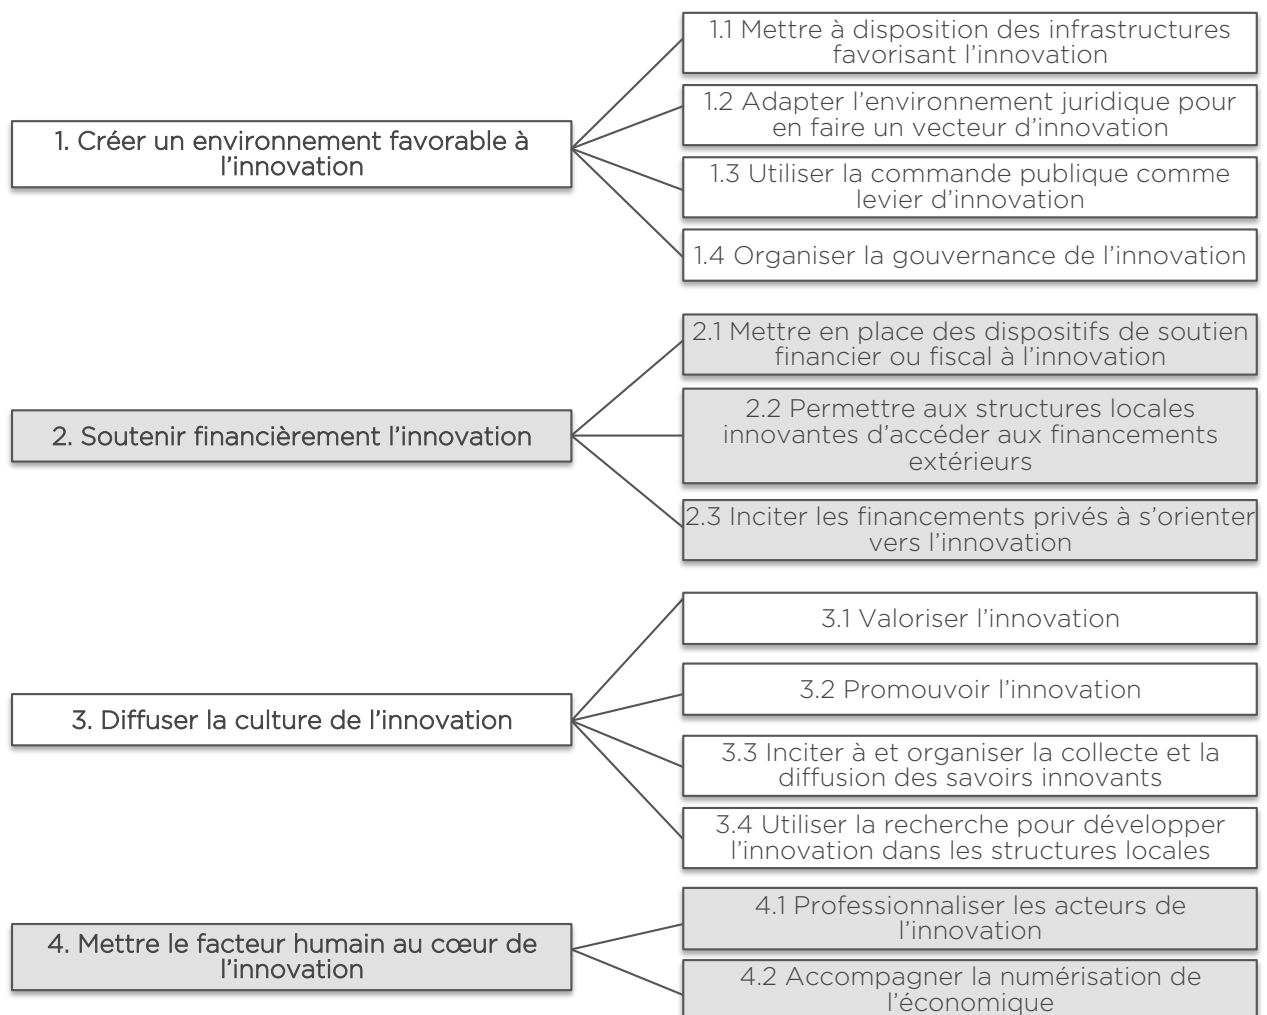 1. Créer un environnement favorable à
l'innovation
1.1 Mettre à disposition des infrastructures
favorisant l'innovation
1.2 Adapter l'environnement juridique pour
en faire un vecteur d'innovation
1.3 Utiliser la commande publique comme
levier d'innovation
1.4 Organiser la gouvernance de l'innovation
2. Soutenir financièrement l'innovation
2.1 Mettre en place des dispositifs de soutien
financier ou fiscal à l'innovation
2.2 Permettre aux structures locales
innovantes d'accéder aux financements
extérieurs
2.3 Inciter les financements privés à s'orienter
vers l'innovation
3. Diffuser la culture de l'innovation
3.1 Valoriser l'innovation
3.2 Promouvoir l'innovation
3.3 Inciter à et organiser la collecte et la
diffusion des savoirs innovants
3.4 Utiliser la recherche pour développer
l'innovation dans les structures locales
4. Mettre le facteur humain au cœur de
l'innovation
4.1 Professionnaliser les acteurs de
l'innovation
4.2 Accompagner la numérisation de
l'économique